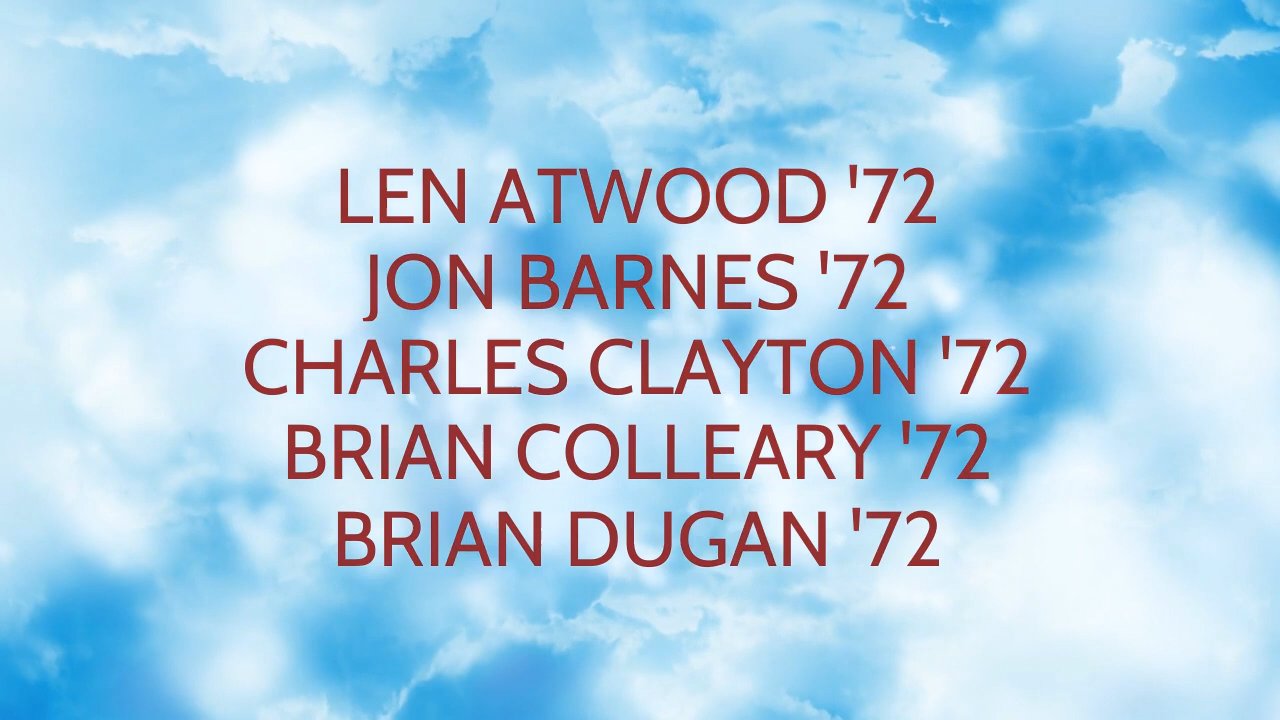 LEN ATWOOD '72
JON BARNES '72
CHARLES CLAYTON '72
BRIAN COLLEARY '72
BRIAN DUGAN '72